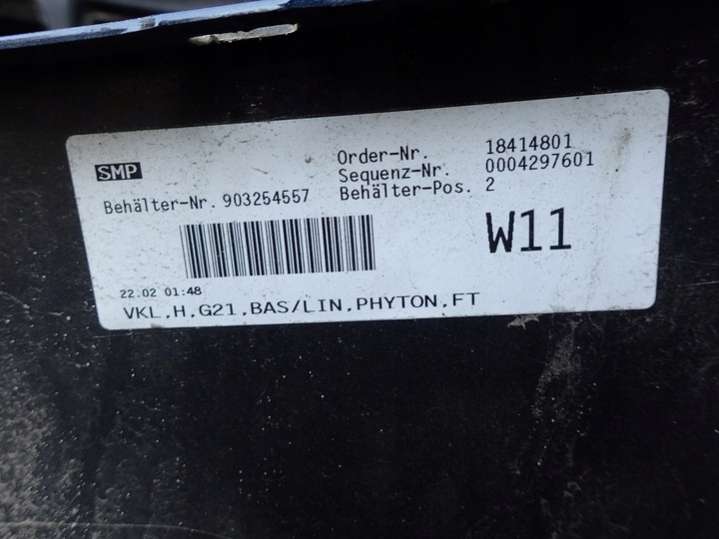 SMP
Order-Nr. 18414801
Sequenz-Nr. 0004297601
Behälter-Nr. 903254557
Behälter-Pos. 2
W11
22.02 01:48
VKL,H,G21,BAS/LIN,PHYTON,FT